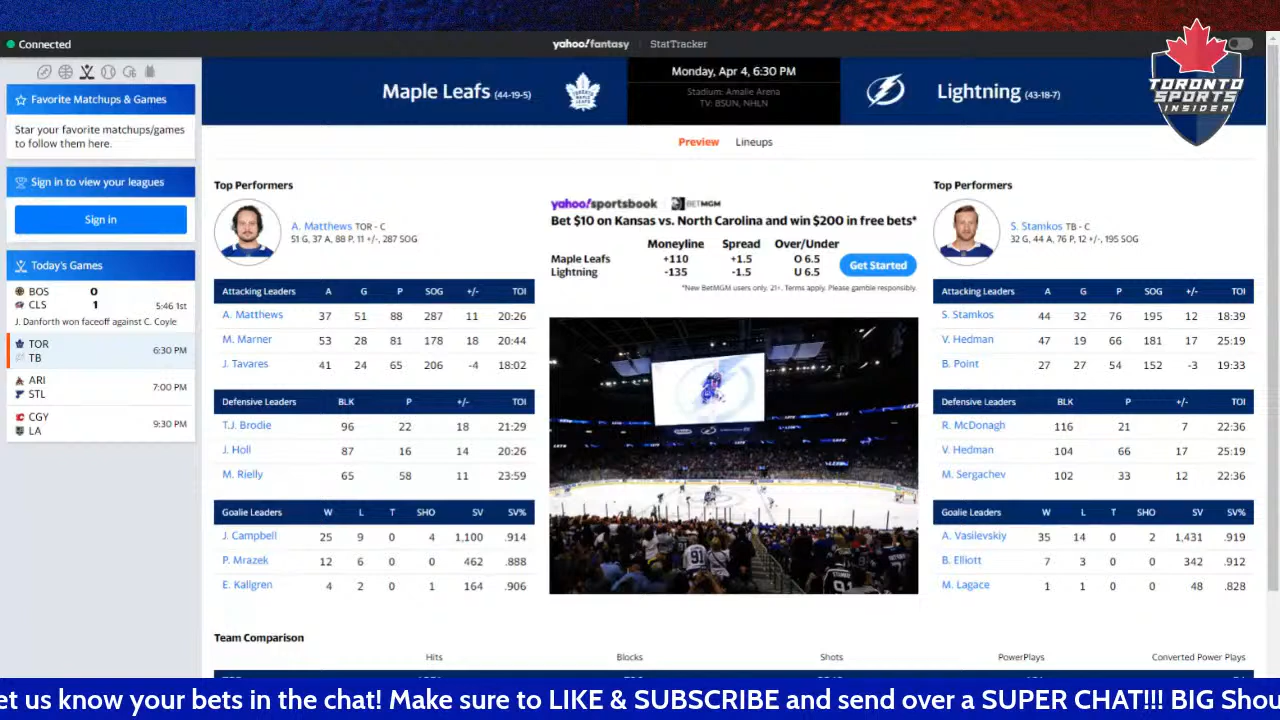 Connected
yahoo!fantasy StatTracker
TORONTO
SPORTS
INSIDER
Favorite Matchups & Games
Star your favorite matchups/games
to follow them here.
Sign in to view your leagues
Sign in
Today's Games
BOS 0
CLS 1 5:46 1st
J. Danforth won faceoff against C. Coyle
TOR
TB 6:30 PM
ARI
STL 7:00 PM
CGY
LA 9:30 PM
Maple Leafs (44-19-5)
Monday, Apr 4, 6:30 PM
Stadium: Amalie Arena
TV: BSUN, NHLN
Lightning (43-18-7)
Preview Lineups
Top Performers
A. Matthews TOR - C
51 G, 37 A, 88 P, 11 +/-, 287 SOG
Attacking Leaders A G P SOG +/- TOI
A. Matthews 37 51 88 287 11 20:26
M. Marner 53 28 81 178 18 20:44
J. Tavares 41 24 65 206 -4 18:02
Defensive Leaders BLK P +/- TOI
T.J. Brodie 96 22 18 21:29
J. Holl 87 16 14 20:26
M. Rielly 65 58 11 23:59
Goalie Leaders W L T SHO SV SV%
J. Campbell 25 9 0 4 1,100 .914
P. Mrazek 12 6 0 0 462 .888
E. Kallgren 4 2 0 1 164 .906
yahoo!sportsbook BETMGM
Bet $10 on Kansas vs. North Carolina and win $200 in free bets*
Moneyline Spread Over/Under
Maple Leafs +110 +1.5 O 6.5
Lightning -135 -1.5 U 6.5
Get Started
*New BetMGM users only. 21+. Terms apply. Please gamble responsibly.
91
STAMKOS
91
Top Performers
S. Stamkos TB - C
32 G, 44 A, 76 P, 12 +/-, 195 SOG
Attacking Leaders A G P SOG +/- TOI
S. Stamkos 44 32 76 195 12 18:39
V. Hedman 47 19 66 181 17 25:19
B. Point 27 27 54 152 -3 19:33
Defensive Leaders BLK P +/- TOI
R. McDonagh 116 21 7 22:36
V. Hedman 104 66 17 25:19
M. Sergachev 102 33 12 22:36
Goalie Leaders W L T SHO SV SV%
A. Vasilevskiy 35 14 0 2 1,431 .919
B. Elliott 7 3 0 0 342 .912
M. Lagace 1 1 0 0 48 .828
Team Comparison
Hits Blocks Shots PowerPlays Converted Power Plays
et us know your bets in the chat! Make sure to LIKE & SUBSCRIBE and send over a SUPER CHAT!!! BIG Shou